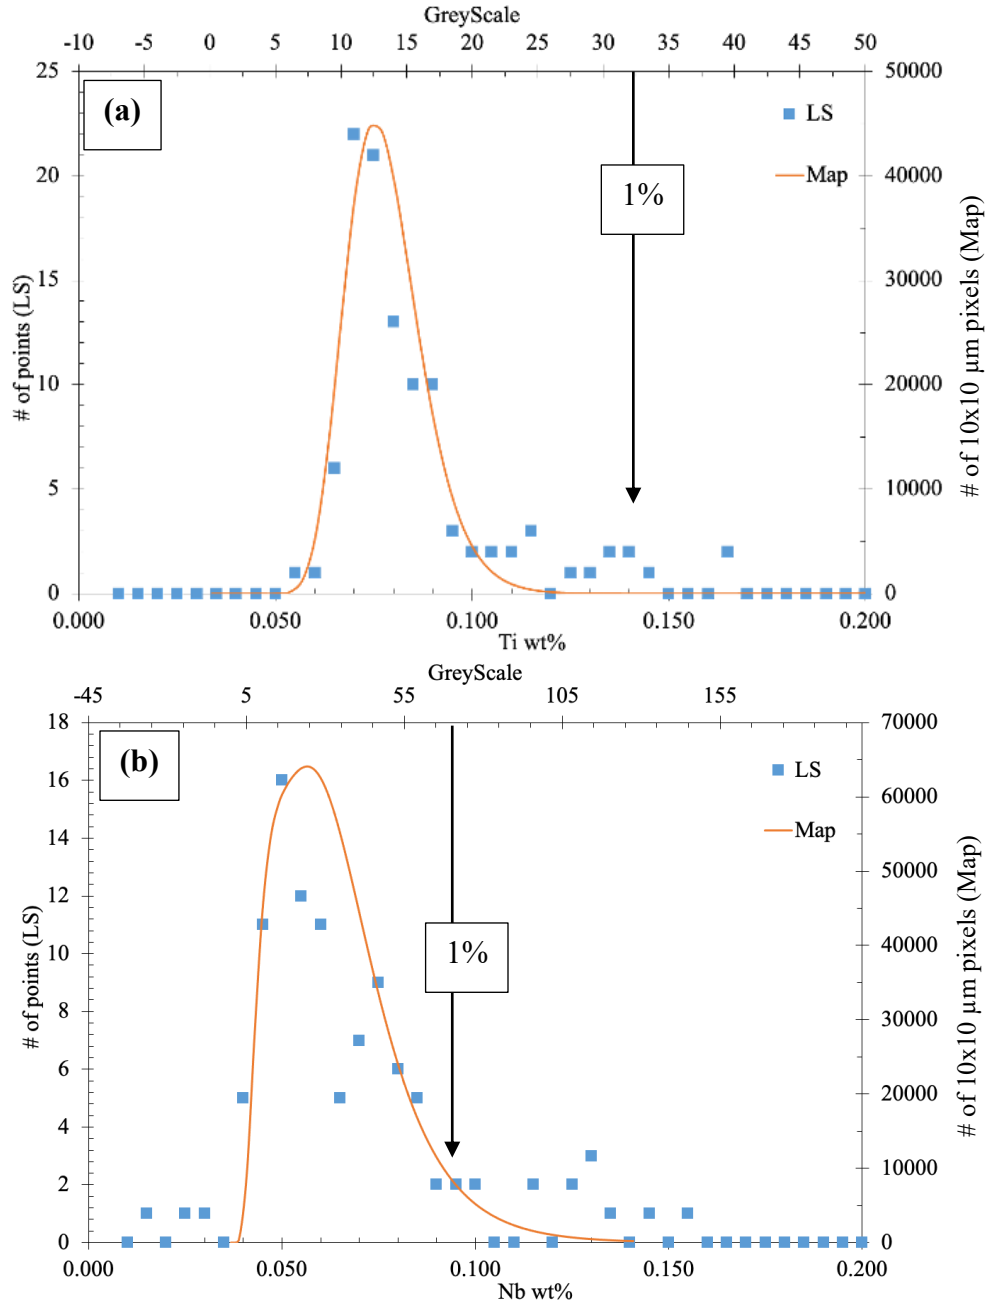 GreyScale
-10 -5 0 5 10 15 20 25 30 35 40 45 50
25 50000
(a)
LS
20 40000
Map
1%
15 30000
# of points (LS)
# of 10x10 µm pixels (Map)
10 20000
5 10000
0 0
0.000 0.050 0.100 0.150 0.200
Ti wt%
GreyScale
-45 5 55 105 155
18 70000
(b)
LS
16 60000
Map
14 50000
12
10 40000
1%
# of points (LS)
# of 10x10 µm pixels (Map)
8 30000
6 20000
4
2 10000
0 0
0.000 0.050 0.100 0.150 0.200
Nb wt%